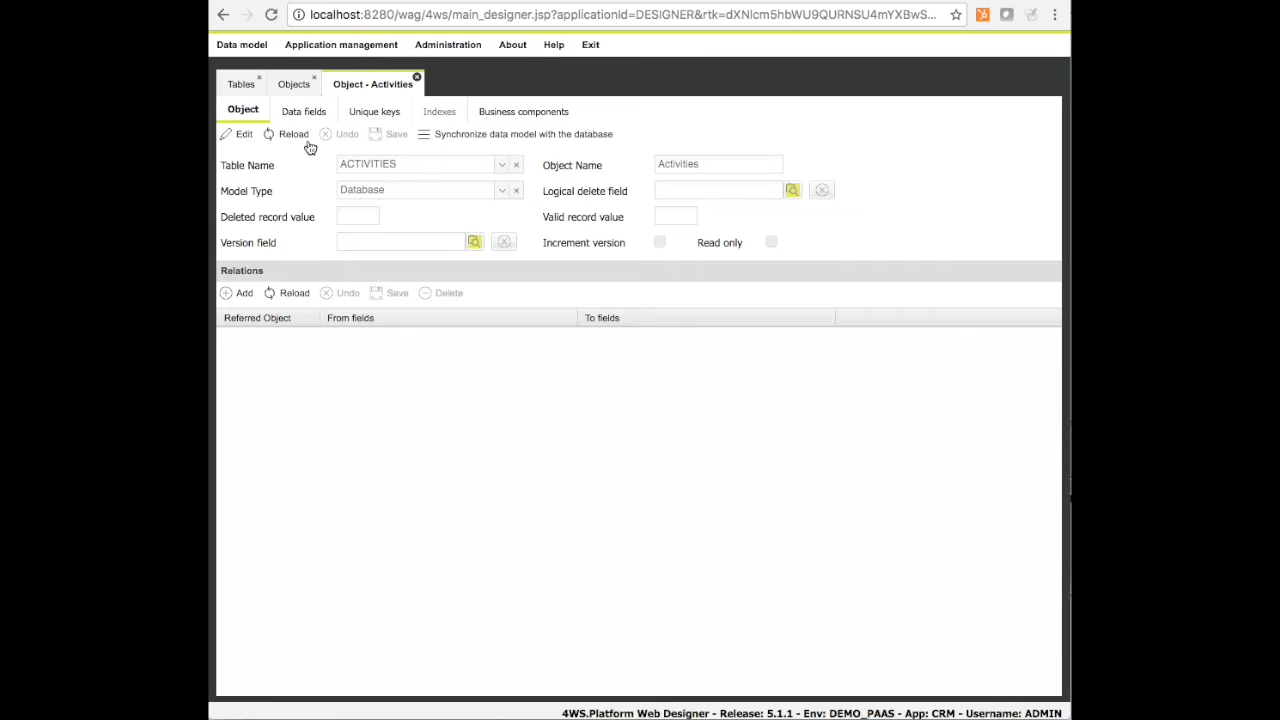 localhost:8280/wag/4ws/main_designer.jsp?applicationId=DESIGNER&rtk=dXNlcm5hbWU9QURNSU4mYXBwS...
Data model Application management Administration About Help Exit
Tables Objects Object - Activities
Object Data fields Unique keys Indexes Business components
Edit Reload Undo Save Synchronize data model with the database
Table Name ACTIVITIES Object Name Activities
Model Type Database Logical delete field
Deleted record value Valid record value
Version field Increment version Read only
Relations
Add Reload Undo Save Delete
Referred Object From fields To fields
4WS.Platform Web Designer - Release: 5.1.1 - Env: DEMO_PAAS - App: CRM - Username: ADMIN